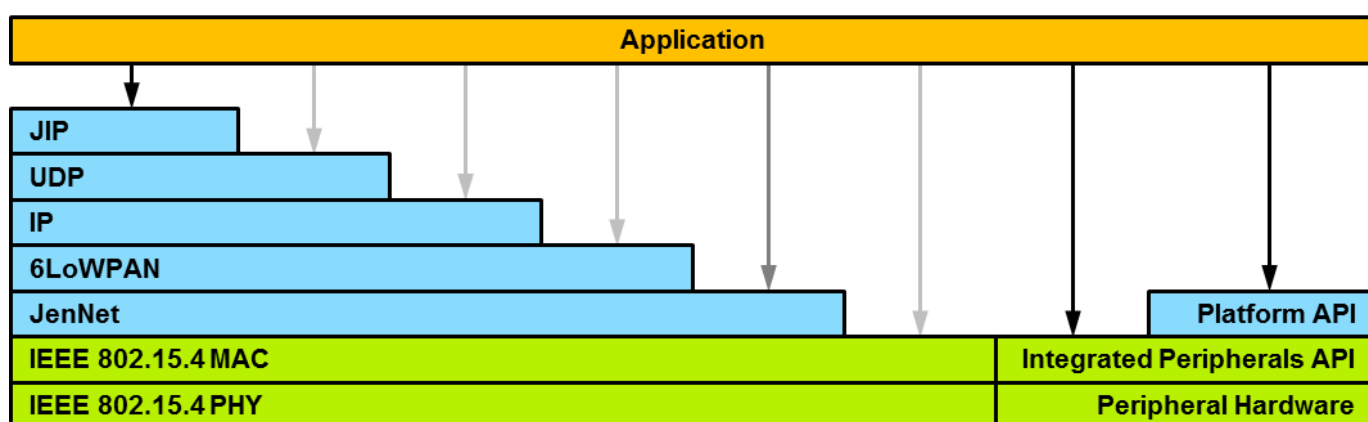 Application
JIP
UDP
IP
6LoWPAN
JenNet
Platform API
IEEE 802.15.4 MAC
Integrated Peripherals API
IEEE 802.15.4 PHY
Peripheral Hardware